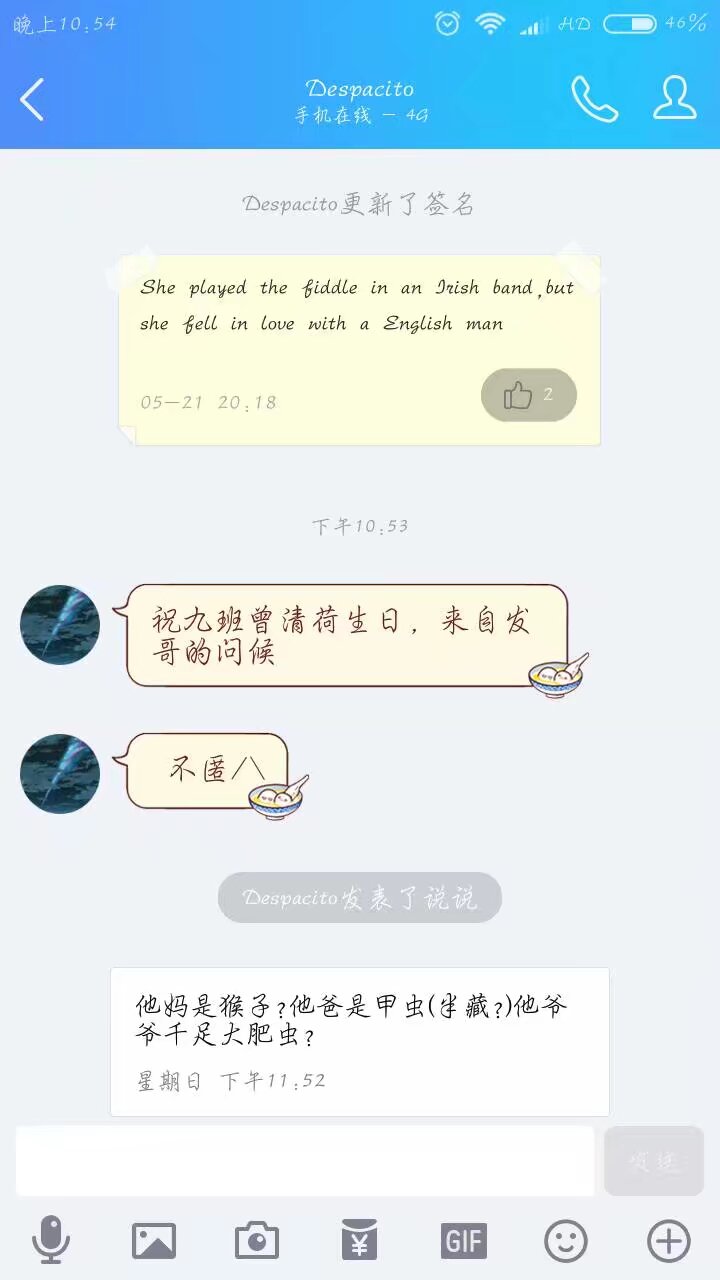 晚上10:54
HD
46%
Despacito
手机在线 - 4G
Despacito更新了签名
She played the fiddle in an Irish band,but
she fell in love with a English man
05-21 20:18
2
下午10:53
祝九班曾清荷生日，来自发
哥的问候
不匿八
Despacito发表了说说
他妈是猴子?他爸是甲虫(半藏?)他爷
爷千足大肥虫?
星期日 下午11:52
发送
GIF